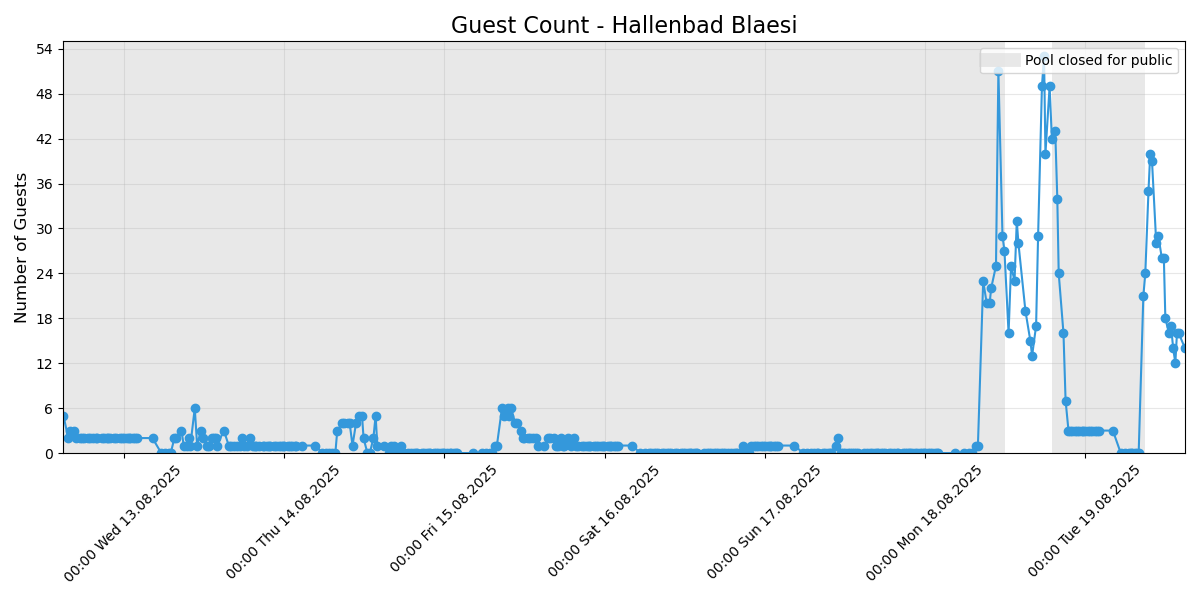 Guest Count - Hallenbad Blaesi
Pool closed for public
Number of Guests
54
48
42
36
30
24
18
12
6
0
00:00 Wed 13.08.2025
00:00 Thu 14.08.2025
00:00 Fri 15.08.2025
00:00 Sat 16.08.2025
00:00 Sun 17.08.2025
00:00 Mon 18.08.2025
00:00 Tue 19.08.2025